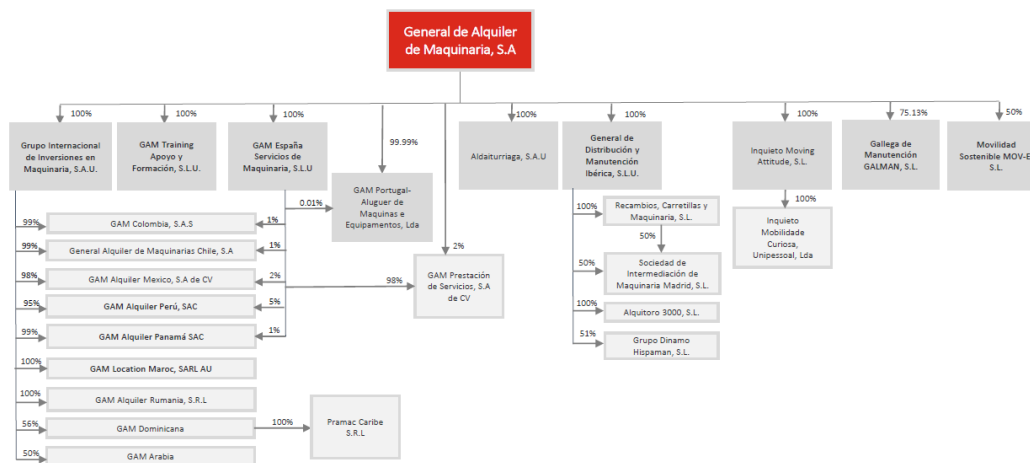 General de Alquiler
de Maquinaria, S.A
100%
100%
100%
99.99%
100%
100%
100%
75.13%
50%
Grupo Internacional
de Inversiones en
Maquinaria, S.A.U.
GAM Training
Apoyo y
Formación, S.L.U.
GAM España
Servicios de
Maquinaria, S.L.U
Aldaiturriaga, S.A.U
General de
Distribución y
Manutención
Ibérica, S.L.U.
Inquieto Moving
Attitude, S.L.
Gallega de
Manutención
GALMAN, S.L.
Movilidad
Sostenible MOV-E
S.L.
0.01%
GAM Portugal-
Aluguer de
Maquinas e
Equipamentos, Lda
99%
GAM Colombia, S.A.S
1%
99%
General Alquiler de Maquinarias Chile, S.A
1%
98%
GAM Alquiler Mexico, S.A de CV
2%
95%
GAM Alquiler Perú, SAC
5%
99%
GAM Alquiler Panamá SAC
1%
100%
GAM Location Maroc, SARL AU
100%
GAM Alquiler Rumania, S.R.L
56%
GAM Dominicana
100%
Pramac Caribe
S.R.L
50%
GAM Arabia
2%
98%
GAM Prestación
de Servicios, S.A
de CV
100%
Recambios, Carretillas y
Maquinaria, S.L.
50%
50%
Sociedad de
Intermediación de
Maquinaria Madrid, S.L.
100%
Alquitoro 3000, S.L.
51%
Grupo Dinamo
Hispaman, S.L.
100%
Inquieto
Mobilidade
Curiosa,
Unipessoal, Lda